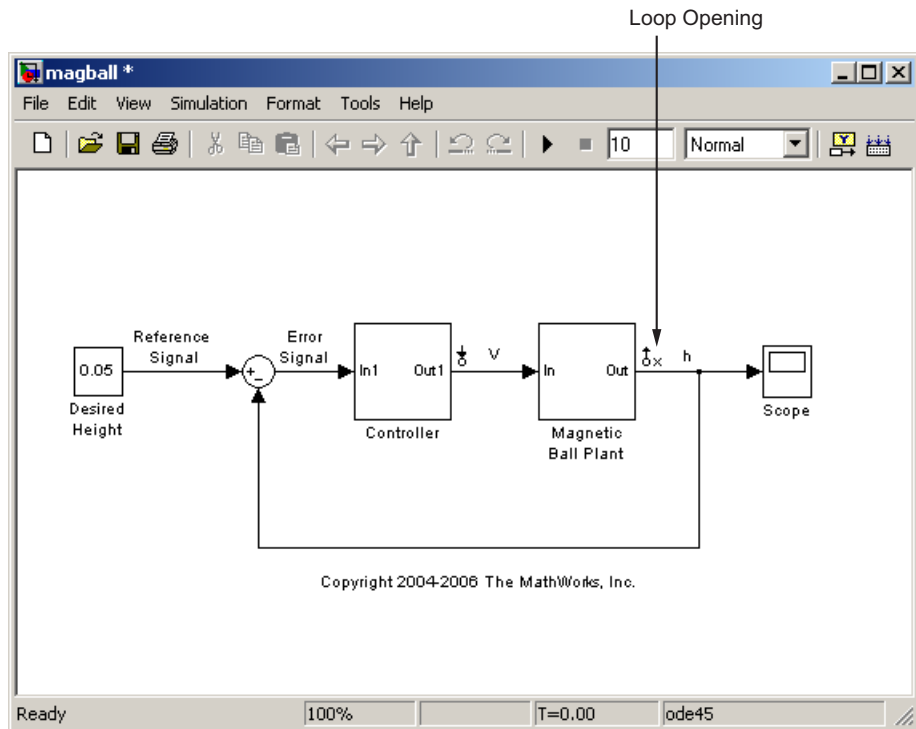 Loop Opening
magball *
File Edit View Simulation Format Tools Help
10 Normal
Reference
Signal
Error
Signal
V
h
0.05
+
-
In1 Out1
In Out
x
Desired
Height
Controller
Magnetic
Ball Plant
Scope
Copyright 2004-2006 The MathWorks, Inc.
Ready 100% T=0.00 ode45